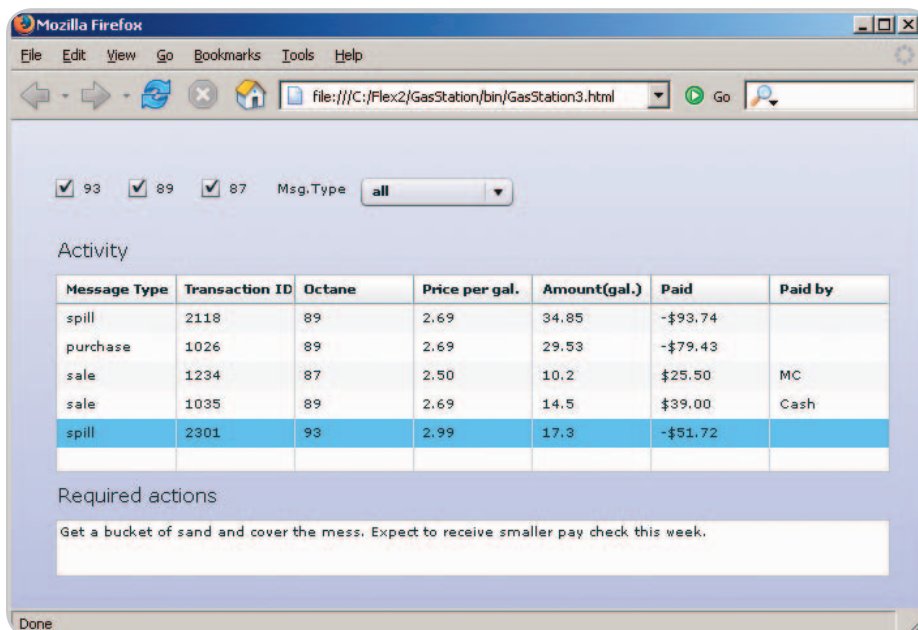 Mozilla Firefox
File Edit View Go Bookmarks Tools Help
file:///C:/Flex2/GasStation/bin/GasStation3.html Go
93 89 87 Msg.Type all
Activity
Message Type Transaction ID Octane Price per gal. Amount(gal.) Paid Paid by
spill 2118 89 2.69 34.85 -$93.74
purchase 1026 89 2.69 29.53 -$79.43
sale 1234 87 2.50 10.2 $25.50 MC
sale 1035 89 2.69 14.5 $39.00 Cash
spill 2301 93 2.99 17.3 -$51.72
Required actions
Get a bucket of sand and cover the mess. Expect to receive smaller pay check this week.
Done